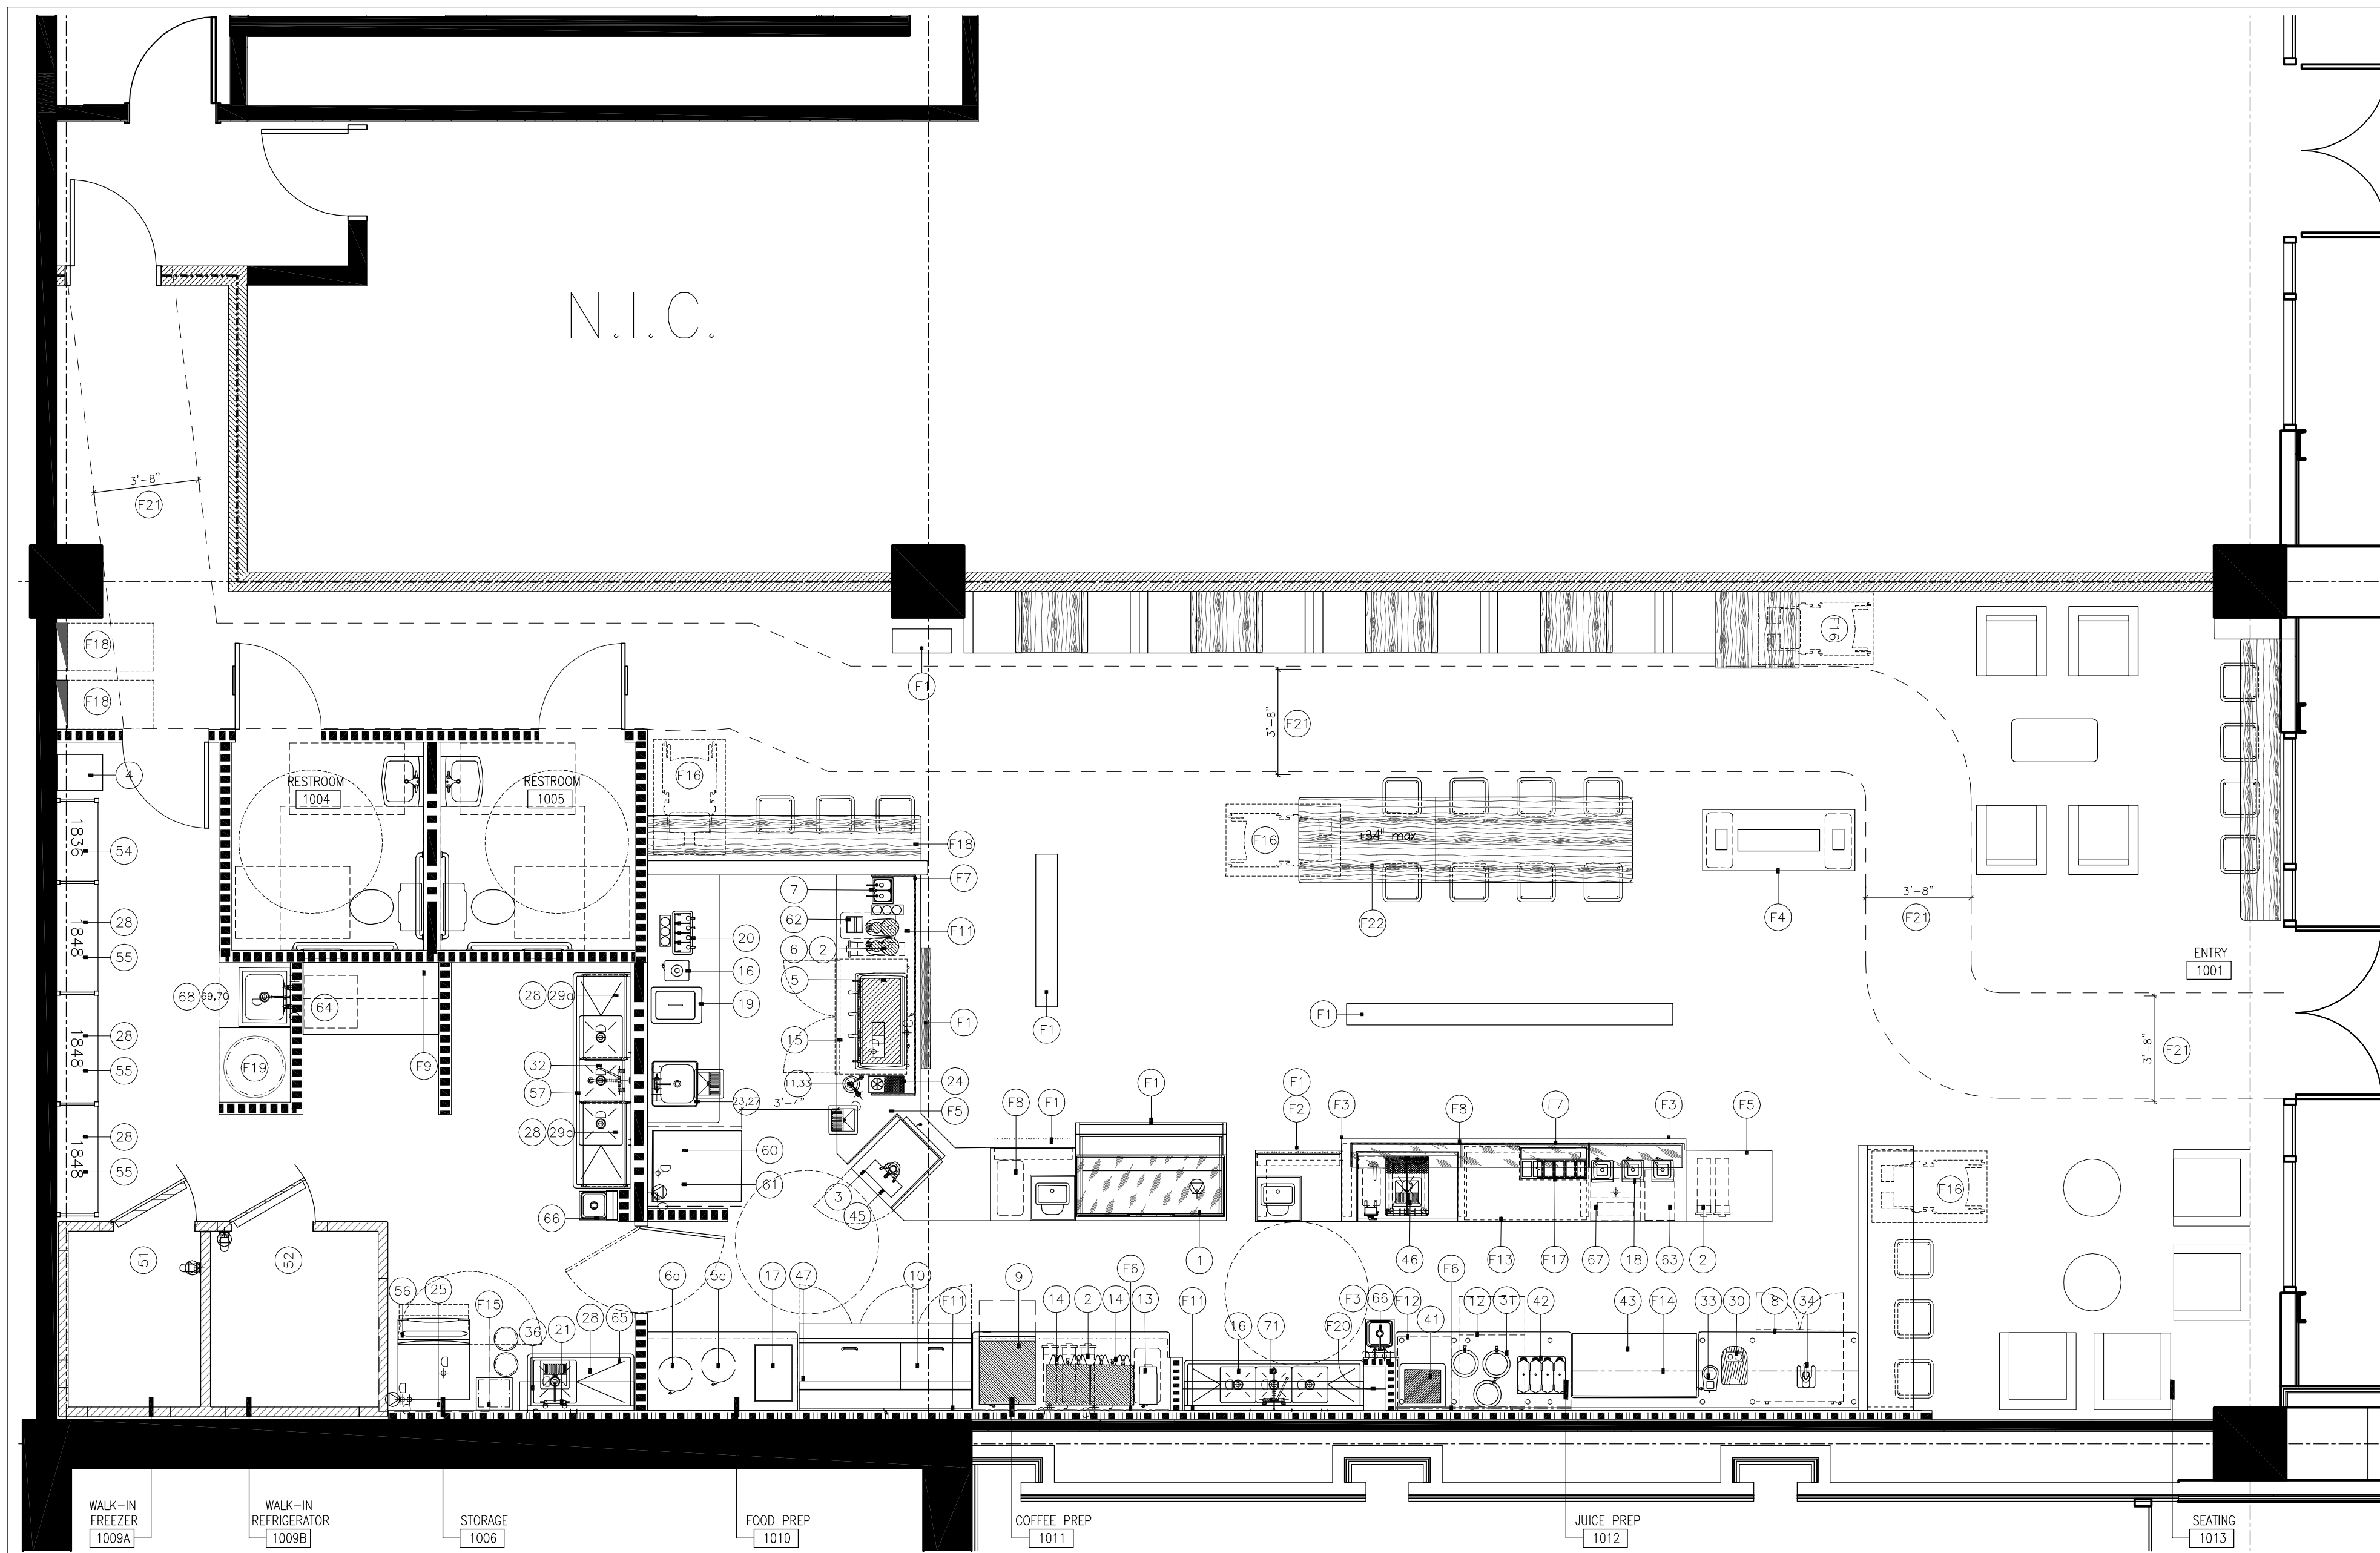 N.I.C.
3'-8"
F21
F18
F18
F1
F16
3'-8"
F21
4
RESTROOM
1004
RESTROOM
1005
F16
F16
+34" max
F18
F22
F4
3'-8"
F21
ENTRY
1001
1836
54
28
1848
55
28
1848
55
28
1848
55
7
F7
62
F11
20
6
2
16
5
28
29a
68
69,70
64
19
15
F1
F1
F1
F19
F9
32
57
11,33
24
23,27
3'-4"
F5
28
29a
60
61
3
45
66
F8
F1
F1
F1
F2
F3
F8
F7
F3
F5
3'-8"
F21
F16
51
52
1
46
F13
F17
67
18
63
2
56
25
F15
36
21
28
65
6a
5a
17
47
10
F11
9
14
2
14
F6
13
F11
16
71
F20
F3
66
F12
41
F6
12
31
42
43
F14
33
30
8
34
WALK-IN
FREEZER
1009A
WALK-IN
REFRIGERATOR
1009B
STORAGE
1006
FOOD PREP
1010
COFFEE PREP
1011
JUICE PREP
1012
SEATING
1013